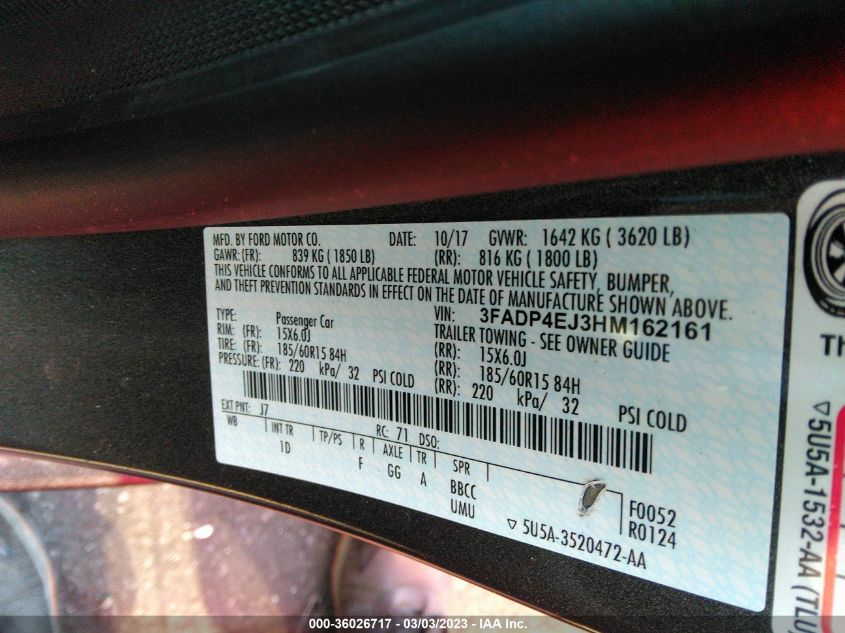 MFD. BY FORD MOTOR CO. DATE: 10/17 GVWR: 1642 KG ( 3620 LB)
GAWR: (FR): 839 KG ( 1850 LB) (RR): 816 KG ( 1800 LB)
THIS VEHICLE CONFORMS TO ALL APPLICABLE FEDERAL MOTOR VEHICLE SAFETY, BUMPER,
AND THEFT PREVENTION STANDARDS IN EFFECT ON THE DATE OF MANUFACTURE SHOWN ABOVE.
VIN: 3FADP4EJ3HM162161
TYPE: Passenger Car TRAILER TOWING - SEE OWNER GUIDE
RIM: (FR): 15X6.0J (RR): 15X6.0J
TIRE: (FR): 185/60R15 84H (RR): 185/60R15 84H
PRESSURE: (FR): 220 kPa/ 32 PSI COLD (RR): 220 kPa/ 32 PSI COLD
EXT PNT: J7 RC: 71 DSO:
WB INT TR TP/PS R AXLE TR SPR
1D F GG A BBCC
UMU
F0052
R0124
▽ 5U5A-3520472-AA
Th
▽5U5A-1532-AA (7LU
000-36026717 - 03/03/2023 - IAA Inc.